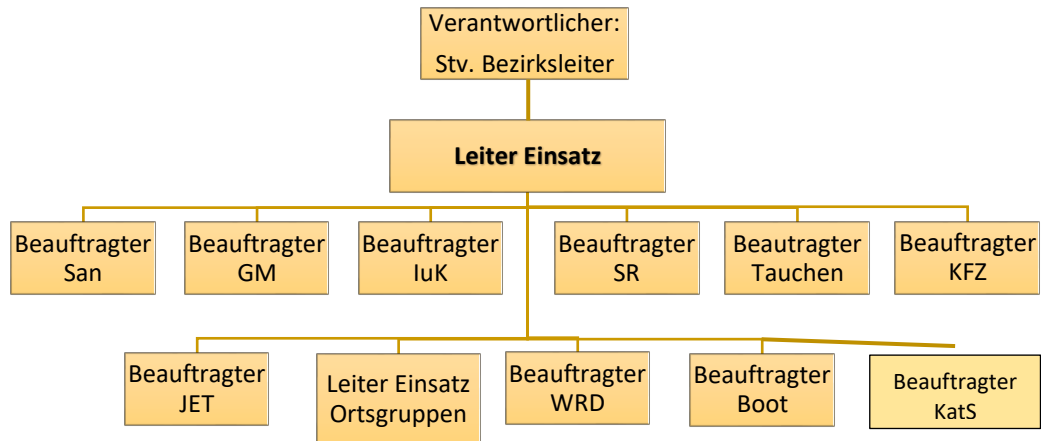 Verantwortlicher:
Stv. Bezirksleiter
Leiter Einsatz
Beauftragter
San
Beauftragter
GM
Beauftragter
IuK
Beauftragter
SR
Beautragter
Tauchen
Beauftragter
KFZ
Beauftragter
JET
Leiter Einsatz
Ortsgruppen
Beauftragter
WRD
Beauftragter
Boot
Beauftragter
KatS